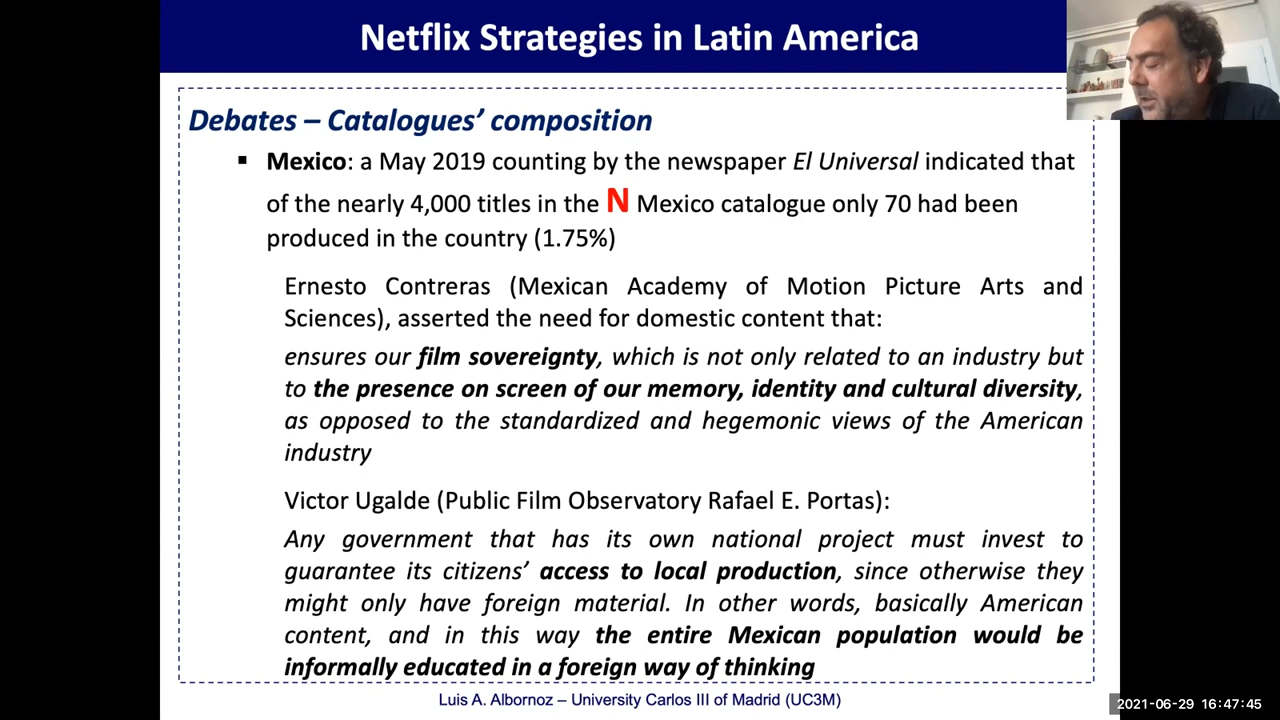 Netflix Strategies in Latin America
Debates – Catalogues’ composition
▪ Mexico: a May 2019 counting by the newspaper El Universal indicated that
of the nearly 4,000 titles in the N Mexico catalogue only 70 had been
produced in the country (1.75%)
Ernesto Contreras (Mexican Academy of Motion Picture Arts and
Sciences), asserted the need for domestic content that:
ensures our film sovereignty, which is not only related to an industry but
to the presence on screen of our memory, identity and cultural diversity,
as opposed to the standardized and hegemonic views of the American
industry
Victor Ugalde (Public Film Observatory Rafael E. Portas):
Any government that has its own national project must invest to
guarantee its citizens’ access to local production, since otherwise they
might only have foreign material. In other words, basically American
content, and in this way the entire Mexican population would be
informally educated in a foreign way of thinking
Luis A. Albornoz – University Carlos III of Madrid (UC3M)
2021-06-29 16:47:45